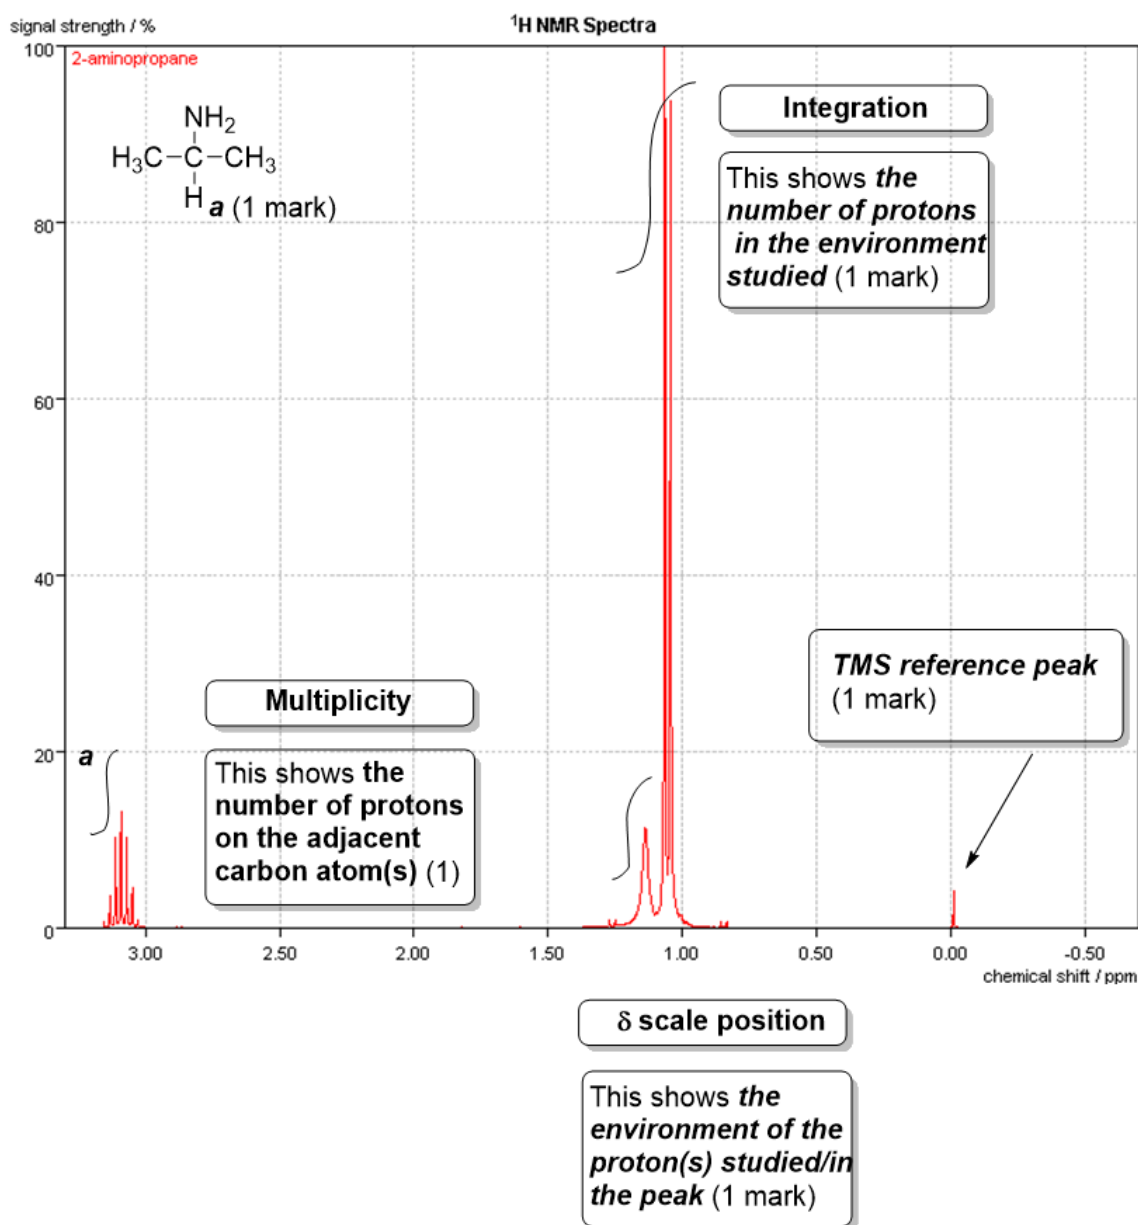 signal strength / %
¹H NMR Spectra
100
2-aminopropane
NH₂
H₃C–C–CH₃
H a (1 mark)
Integration
This shows the
number of protons
in the environment
studied (1 mark)
80
60
40
TMS reference peak
(1 mark)
Multiplicity
20
a
This shows the
number of protons
on the adjacent
carbon atom(s) (1)
0
3.00 2.50 2.00 1.50 1.00 0.50 0.00 -0.50
chemical shift / ppm
δ scale position
This shows the
environment of the
proton(s) studied/in
the peak (1 mark)